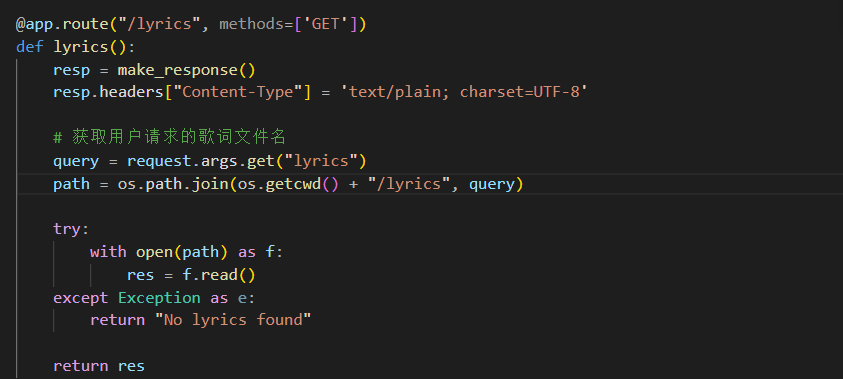 @app.route("/lyrics", methods=['GET'])
def lyrics():
    resp = make_response()
    resp.headers["Content-Type"] = 'text/plain; charset=UTF-8'

    # 获取用户请求的歌词文件名
    query = request.args.get("lyrics")
    path = os.path.join(os.getcwd() + "/lyrics", query)

    try:
        with open(path) as f:
            res = f.read()
    except Exception as e:
        return "No lyrics found"

    return res